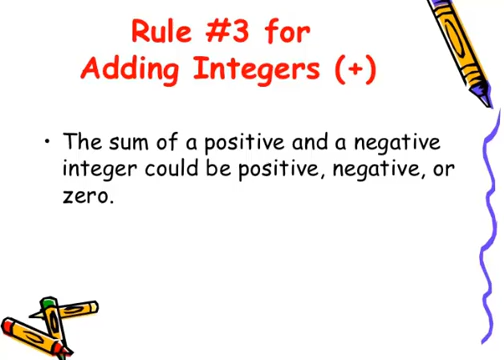 Rule #3 for
Adding Integers (+)
• The sum of a positive and a negative
integer could be positive, negative, or
zero.